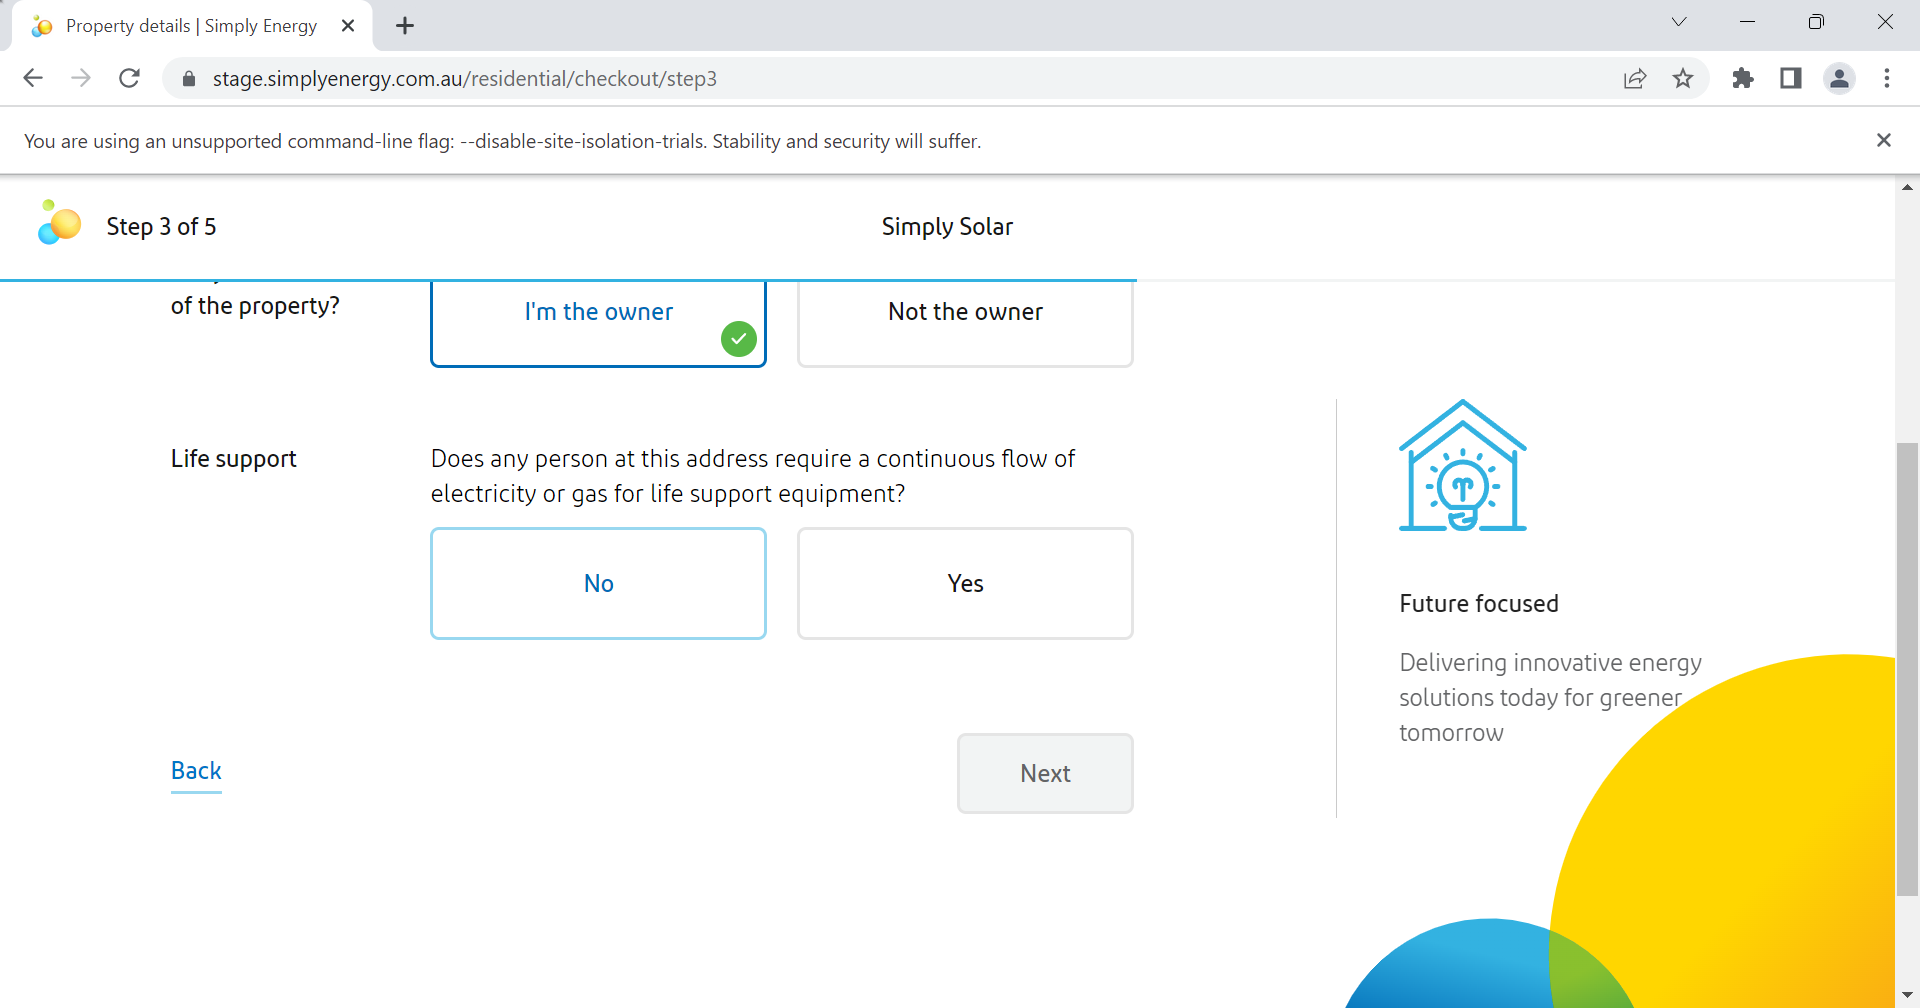 Property details | Simply Energy
stage.simplyenergy.com.au/residential/checkout/step3
You are using an unsupported command-line flag: --disable-site-isolation-trials. Stability and security will suffer.
Step 3 of 5
Simply Solar
of the property?
I'm the owner
Not the owner
Life support
Does any person at this address require a continuous flow of
electricity or gas for life support equipment?
No
Yes
Future focused
Delivering innovative energy
solutions today for greener
tomorrow
Back
Next